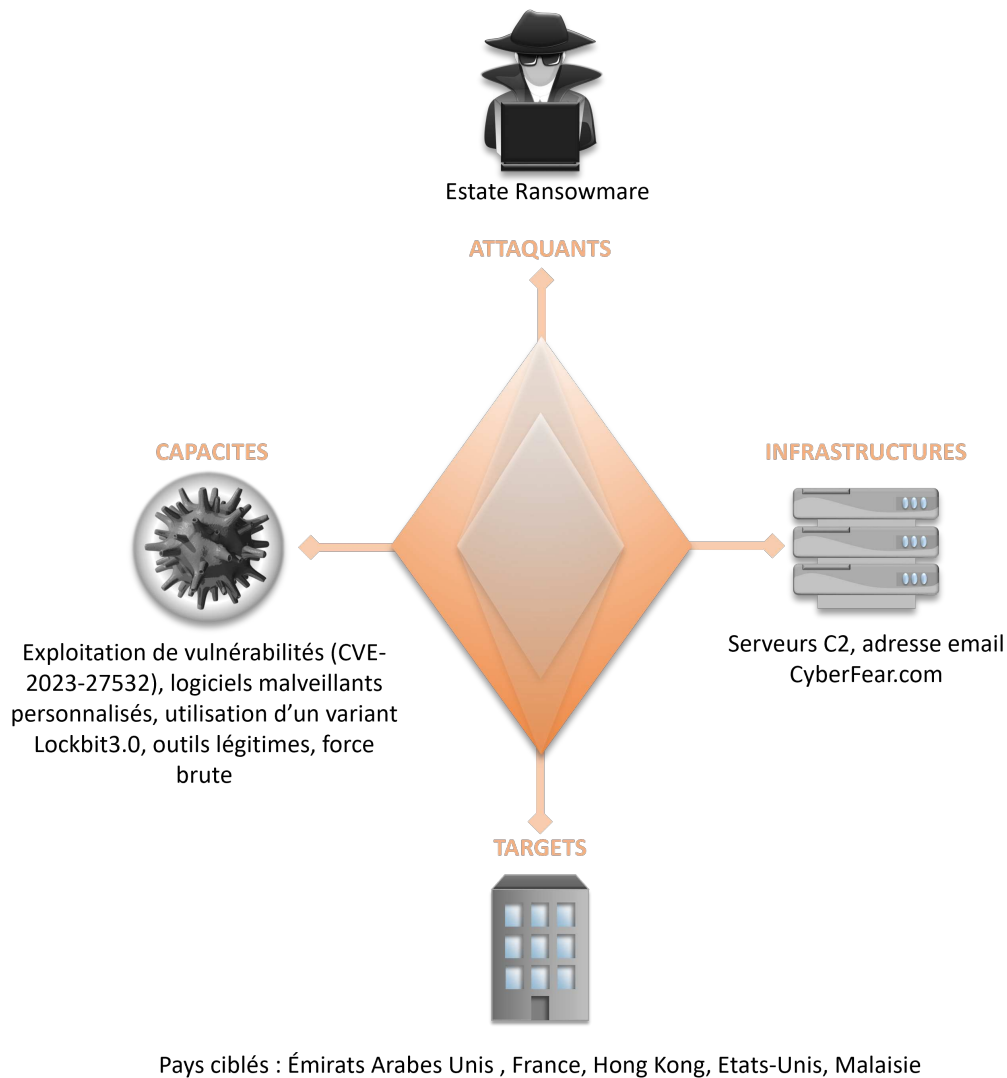 Estate Ransowmare
ATTAQUANTS
CAPACITES
Exploitation de vulnérabilités (CVE-
2023-27532), logiciels malveillants
personnalisés, utilisation d’un variant
Lockbit3.0, outils légitimes, force
brute
INFRASTRUCTURES
Serveurs C2, adresse email
CyberFear.com
TARGETS
Pays ciblés : Émirats Arabes Unis , France, Hong Kong, Etats-Unis, Malaisie